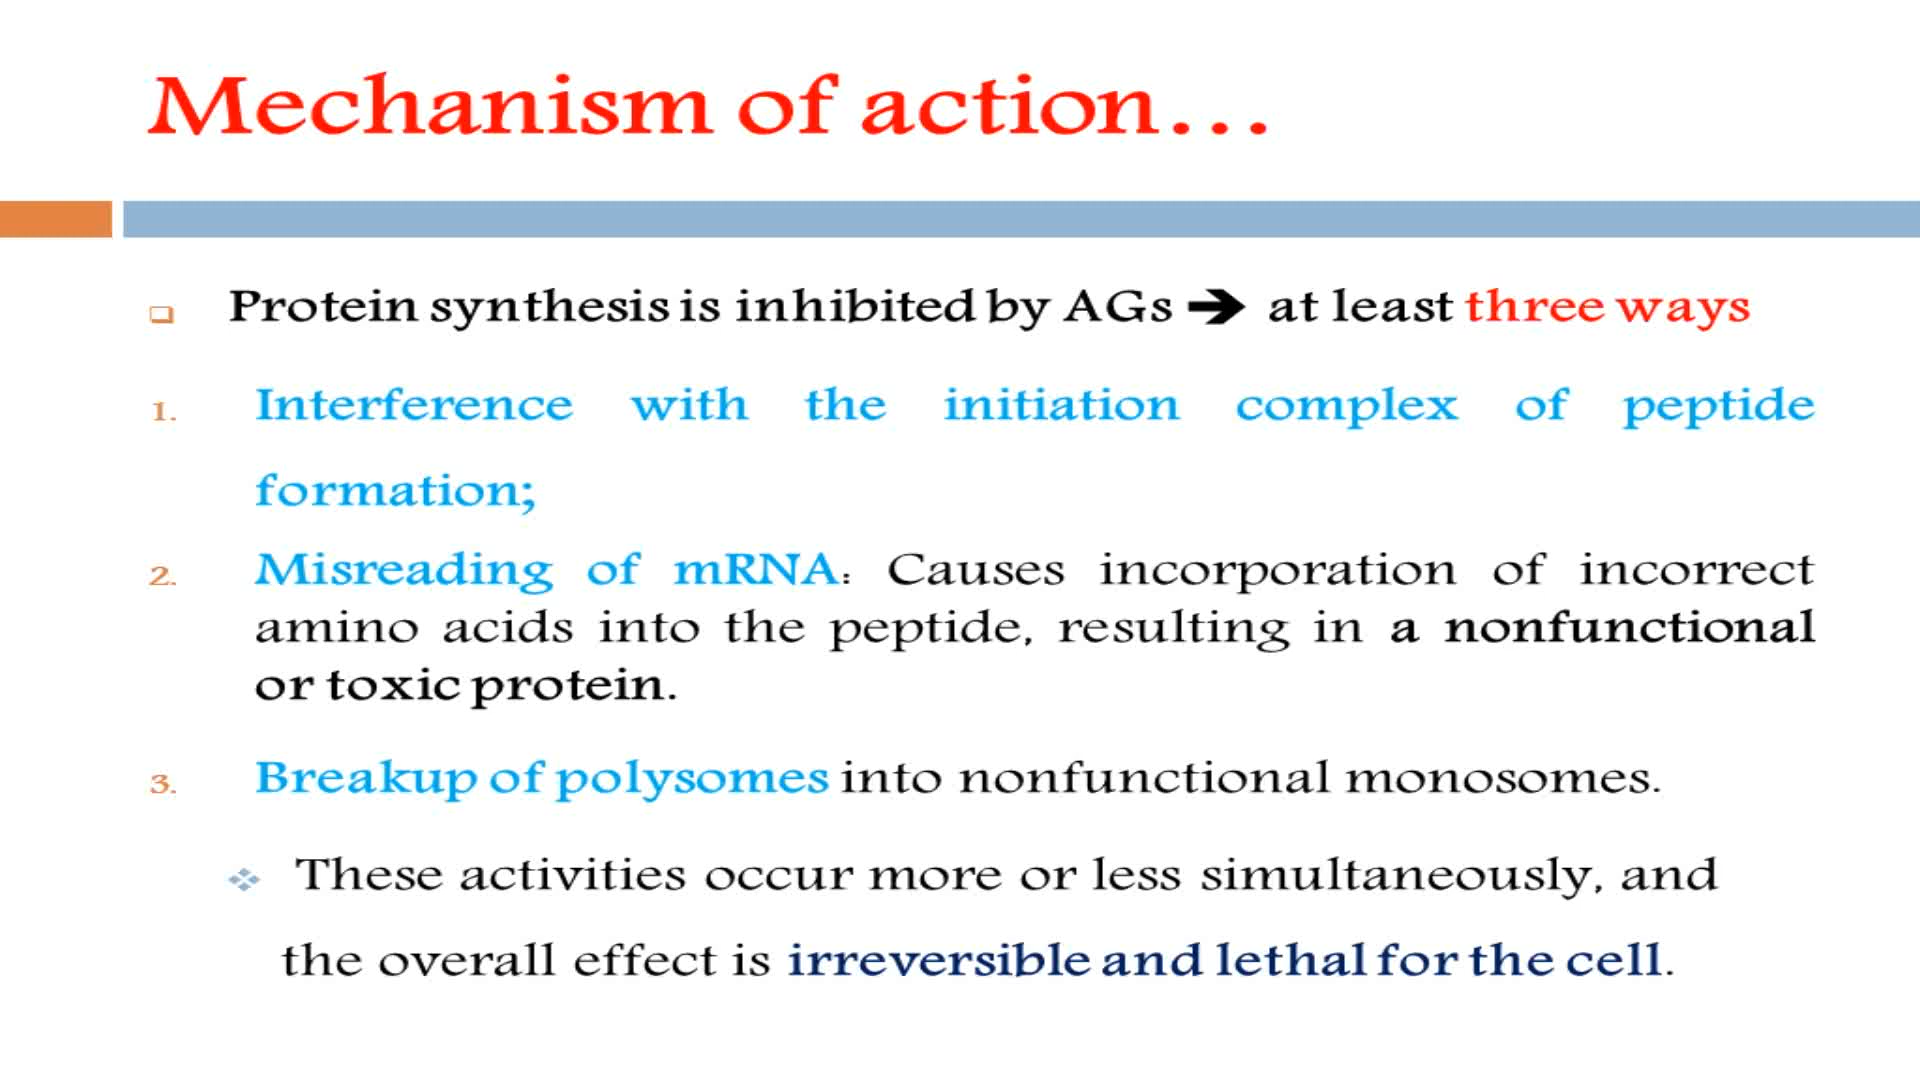 Mechanism of action…
Protein synthesis is inhibited by AGs ➔ at least three ways
1. Interference with the initiation complex of peptide
formation;
2. Misreading of mRNA: Causes incorporation of incorrect
amino acids into the peptide, resulting in a nonfunctional
or toxic protein.
3. Breakup of polysomes into nonfunctional monosomes.
These activities occur more or less simultaneously, and
the overall effect is irreversible and lethal for the cell.